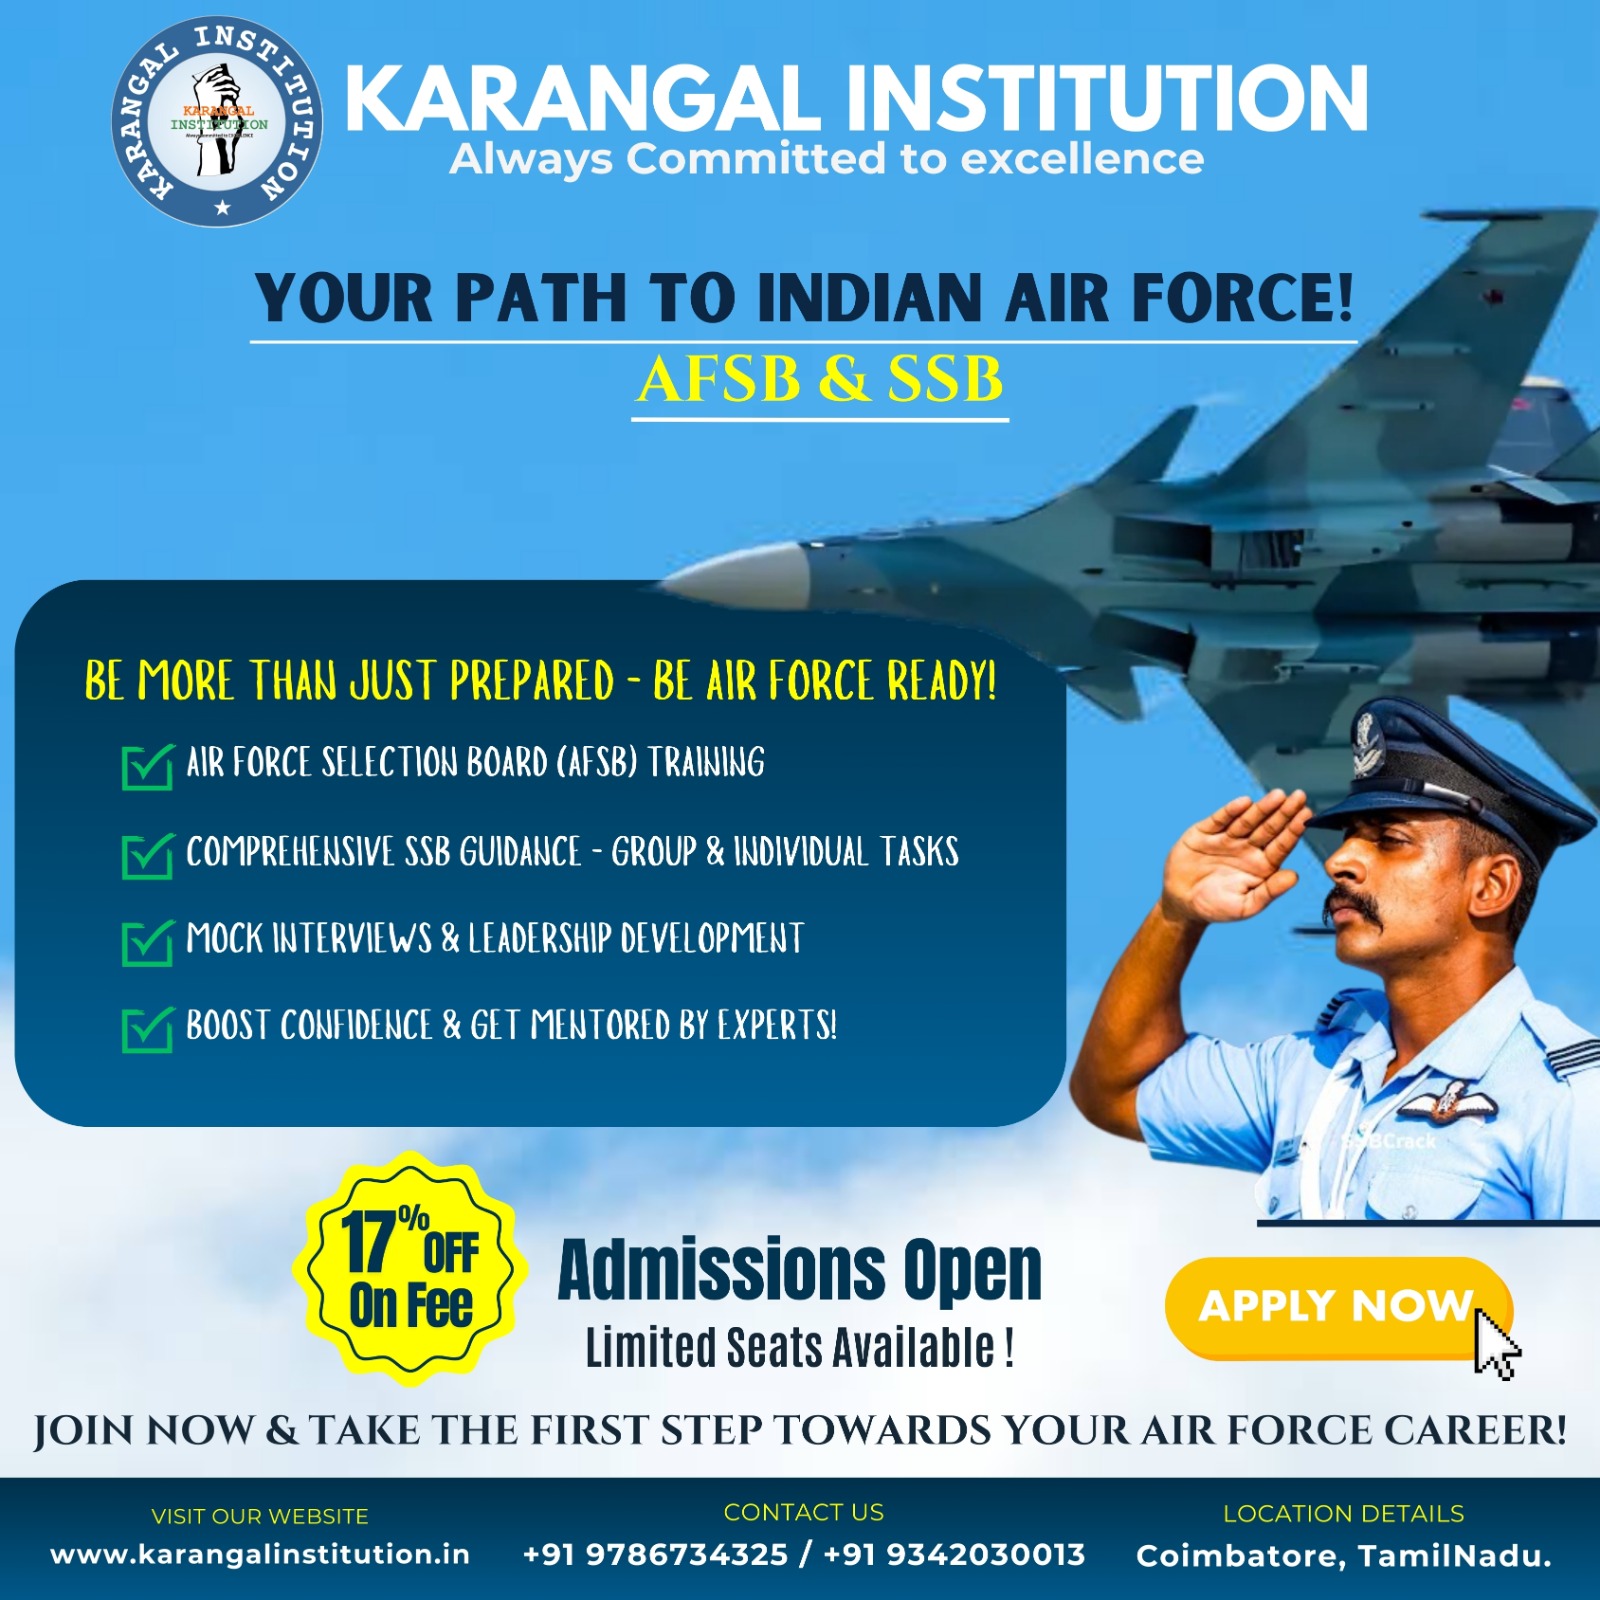 KARANGAL INSTITUTION
KARANGAL
INSTITUTION
KARANGAL INSTITUTION
Always Committed to excellence
YOUR PATH TO INDIAN AIR FORCE!
AFSB & SSB
BE MORE THAN JUST PREPARED - BE AIR FORCE READY!
AIR FORCE SELECTION BOARD (AFSB) TRAINING
COMPREHENSIVE SSB GUIDANCE - GROUP & INDIVIDUAL TASKS
MOCK INTERVIEWS & LEADERSHIP DEVELOPMENT
BOOST CONFIDENCE & GET MENTORED BY EXPERTS!
17% OFF
On Fee
Admissions Open
Limited Seats Available !
APPLY NOW
JOIN NOW & TAKE THE FIRST STEP TOWARDS YOUR AIR FORCE CAREER!
VISIT OUR WEBSITE
www.karangalinstitution.in
CONTACT US
+91 9786734325 / +91 9342030013
LOCATION DETAILS
Coimbatore, TamilNadu.